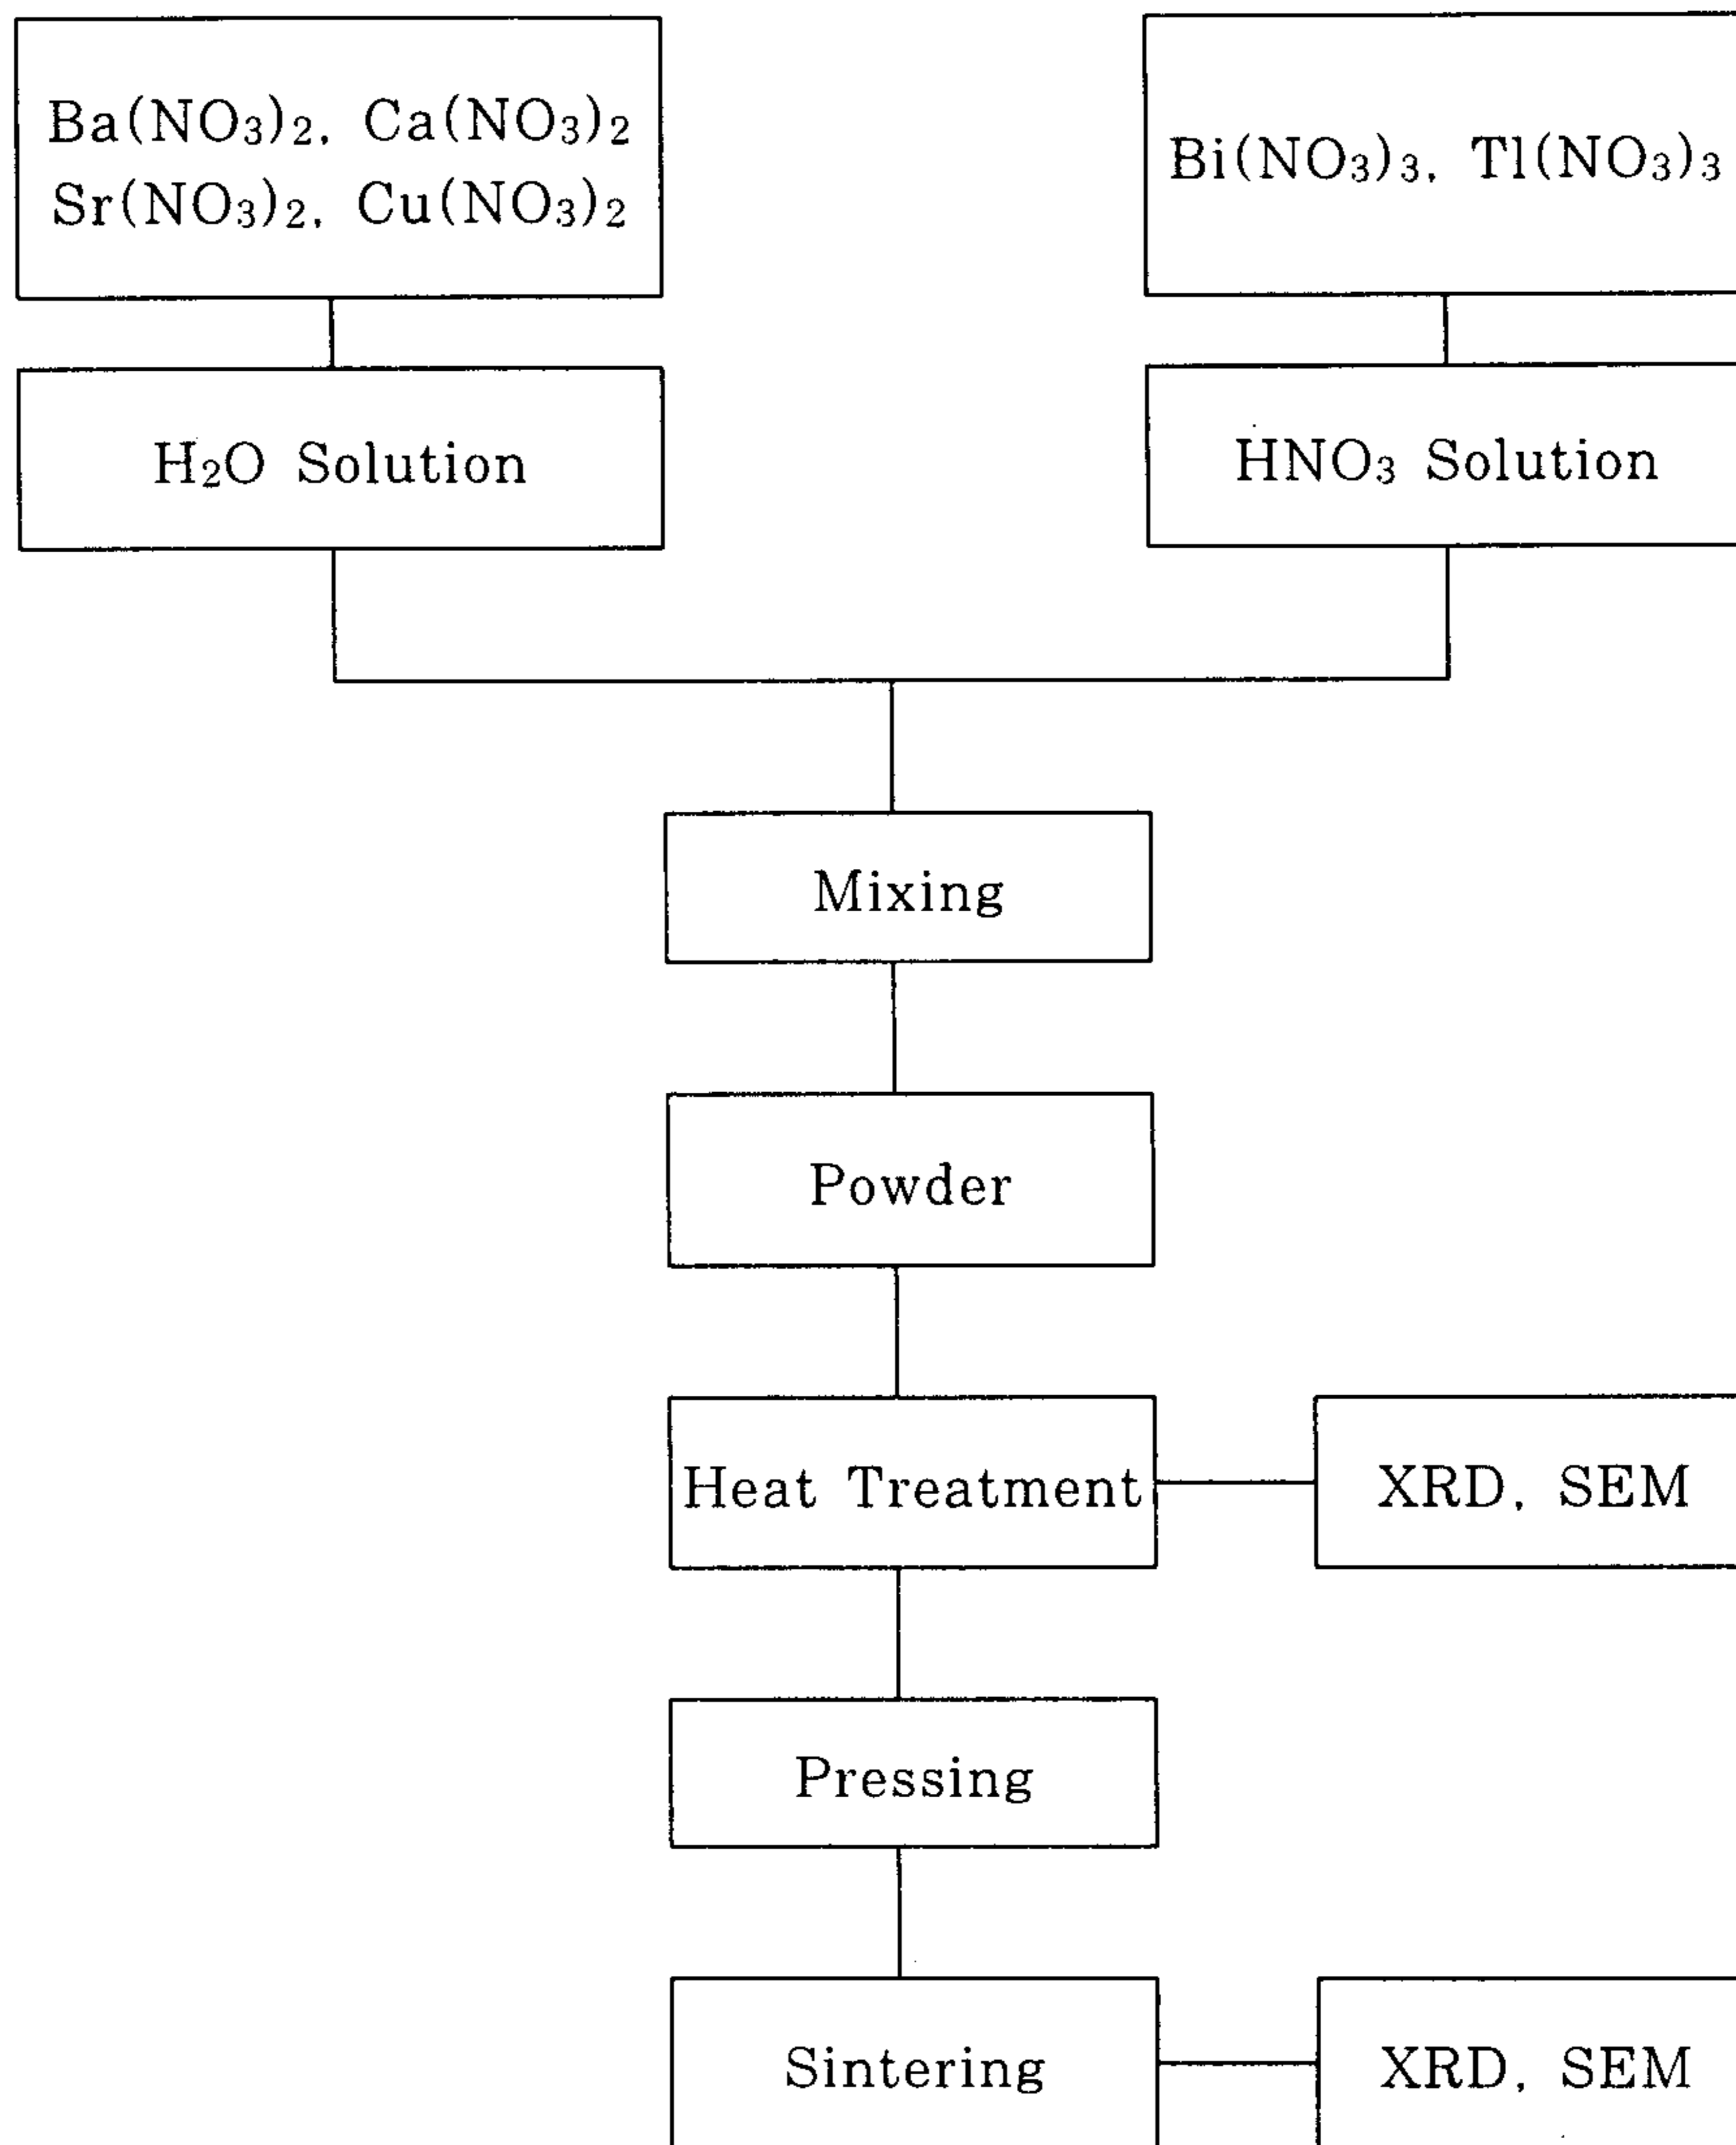 Ba(NO₃)₂, Ca(NO₃)₂
Sr(NO₃)₂, Cu(NO₃)₂
Bi(NO₃)₃, Tl(NO₃)₃
H₂O Solution
HNO₃ Solution
Mixing
Powder
Heat Treatment
XRD, SEM
Pressing
Sintering
XRD, SEM